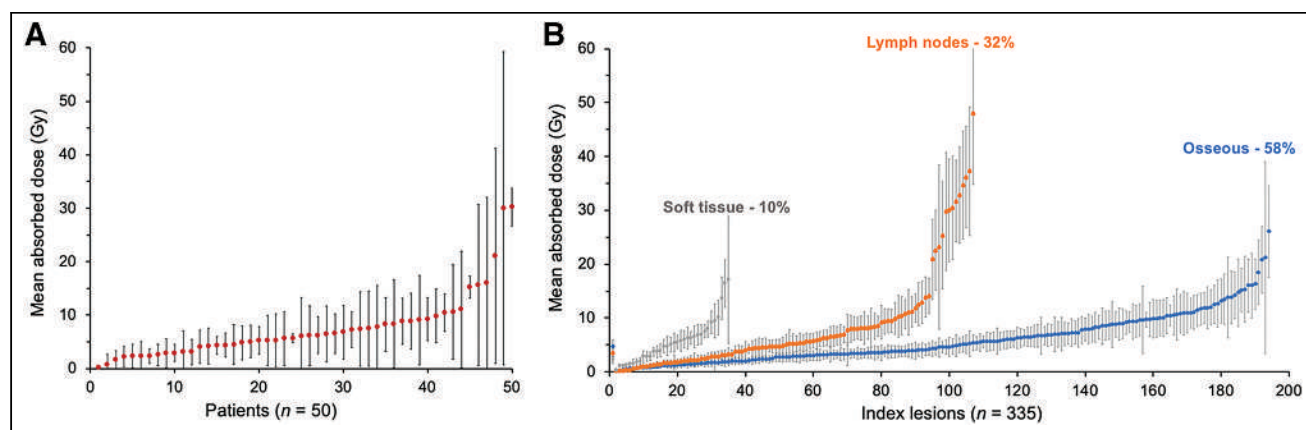 A
Mean absorbed dose (Gy)
60
50
40
30
20
10
0
0 10 20 30 40 50
Patients (n = 50)
B
Mean absorbed dose (Gy)
60
50
40
30
20
10
0
Lymph nodes - 32%
Osseous - 58%
Soft tissue - 10%
0 20 40 60 80 100 120 140 160 180 200
Index lesions (n = 335)